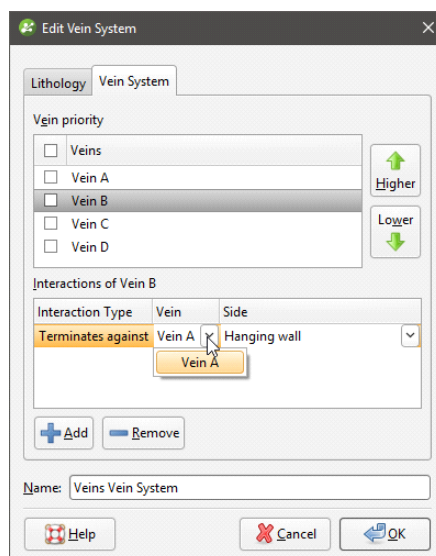 Edit Vein System
Lithology Vein System
Vein priority
Veins
Vein A
Vein B
Vein C
Vein D
Higher
Lower
Interactions of Vein B
Interaction Type Vein Side
Terminates against Vein A Hanging wall
Vein A
Add Remove
Name: Veins Vein System
Help Cancel OK